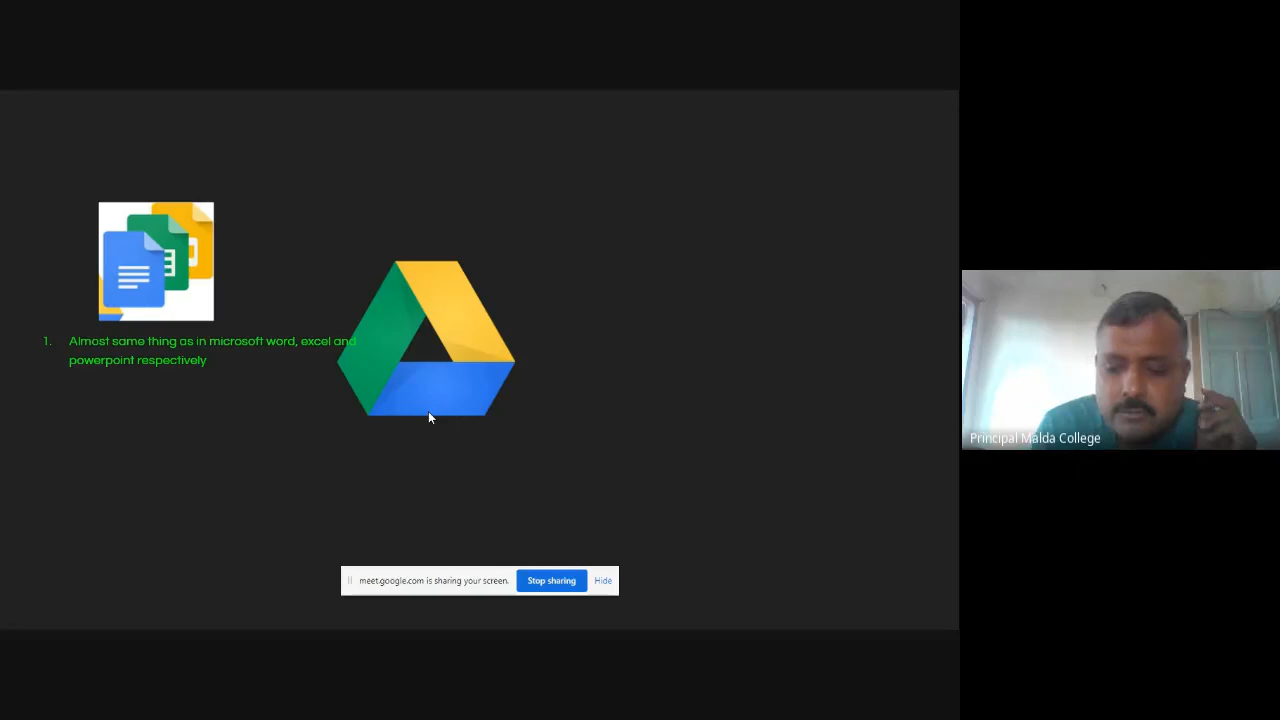 1. Almost same thing as in microsoft word, excel and
powerpoint respectively
meet.google.com is sharing your screen. Stop sharing Hide
Principal Malda College